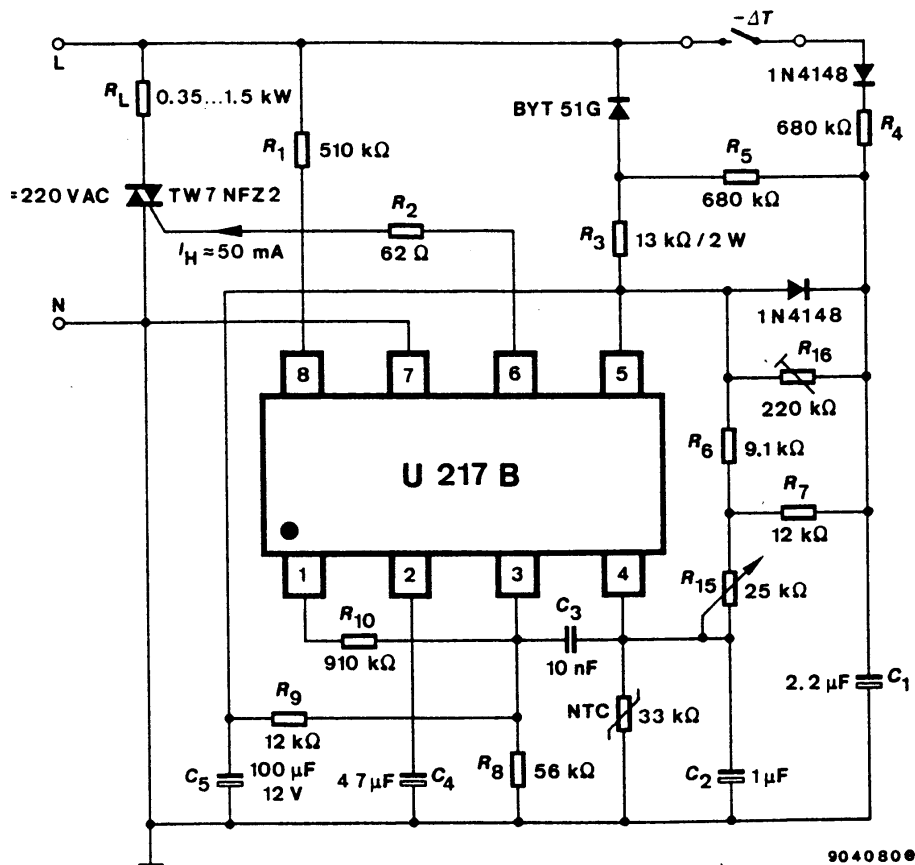 -ΔT
L
1N4148
R_L 0.35...1.5 kW
BYT 51G
R_1 510 kΩ
680 kΩ R_4
R_5
680 kΩ
=220 VAC TW7 NFZ2
R_2
62 Ω
I_H ≈ 50 mA
R_3 13 kΩ / 2 W
N
1N4148
8 7 6 5
R_16
220 kΩ
R_6 9.1 kΩ
U 217 B
R_7
12 kΩ
1 2 3 4
R_15 25 kΩ
R_10
910 kΩ
C_3
10 nF
2.2 μF C_1
R_9
12 kΩ
NTC 33 kΩ
C_5 100 μF
12 V
47 μF C_4
R_8 56 kΩ
C_2 1 μF
904080e